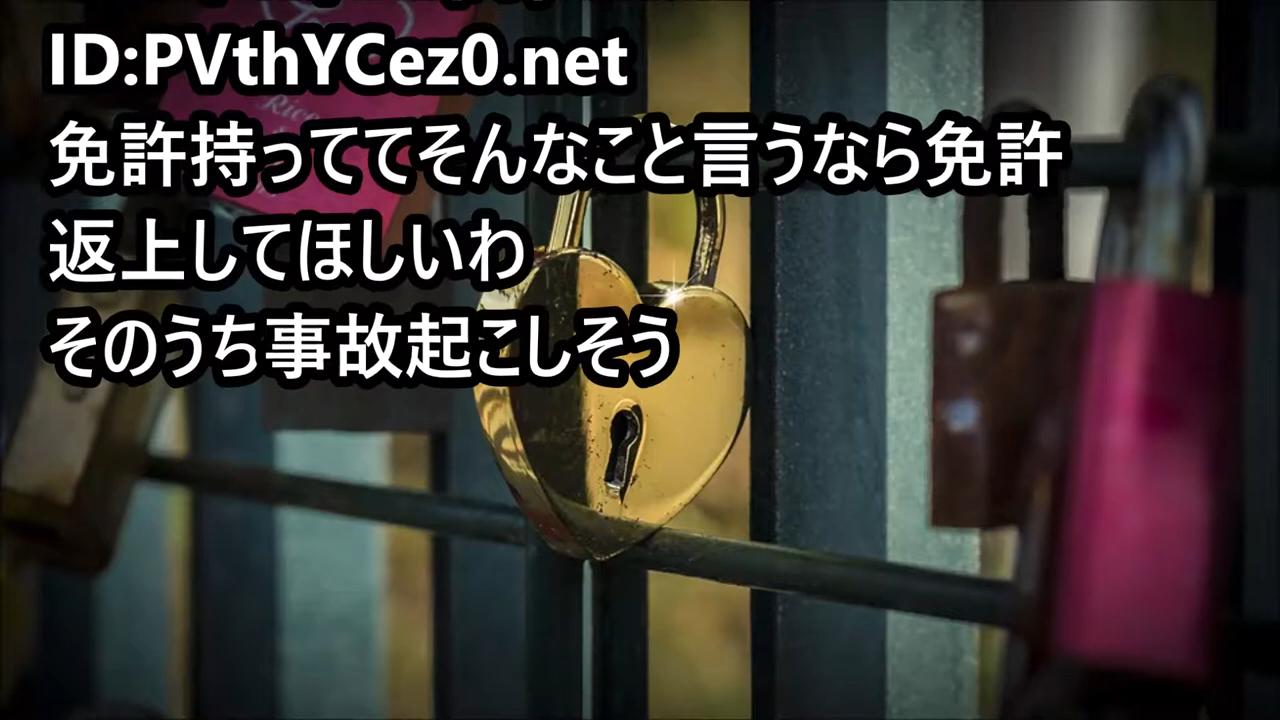 ID:PVthYCez0.net
免許持っててそんなこと言うなら免許
返上してほしいわ
そのうち事故起こしそう
Rice